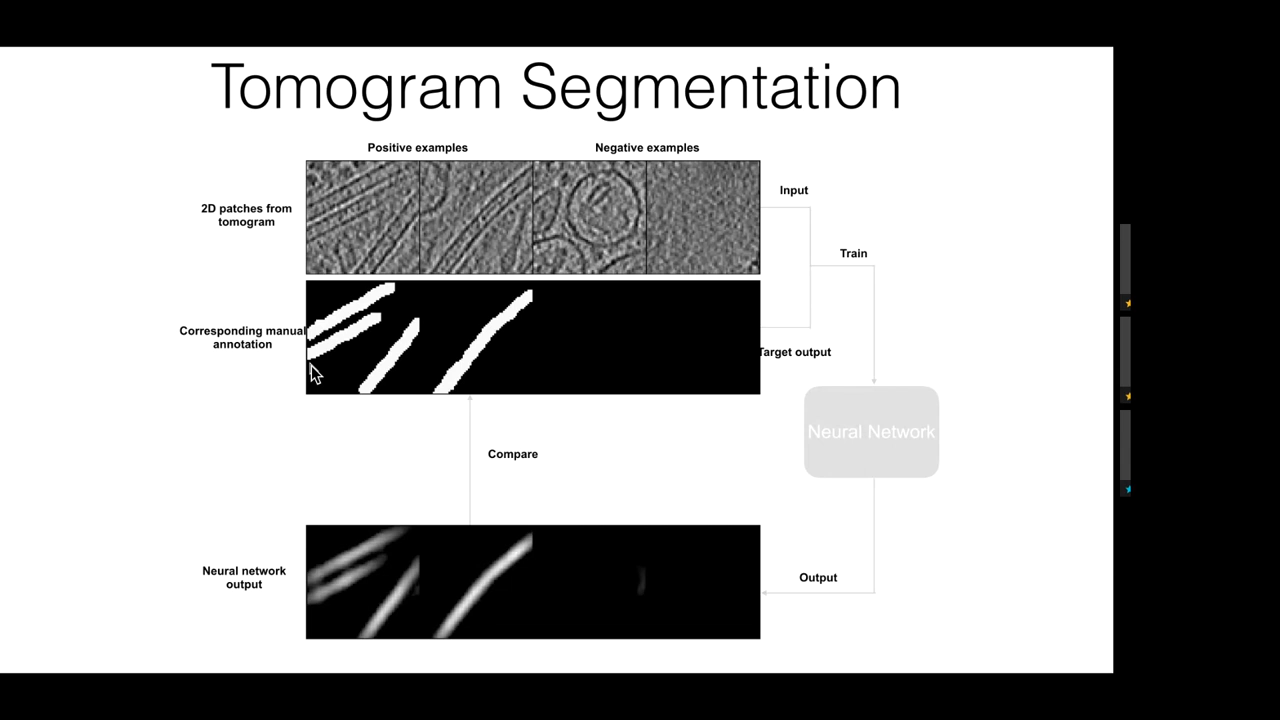 Tomogram Segmentation
Positive examples
Negative examples
2D patches from
tomogram
Input
Train
Corresponding manual
annotation
Target output
Neural Network
Compare
Neural network
output
Output